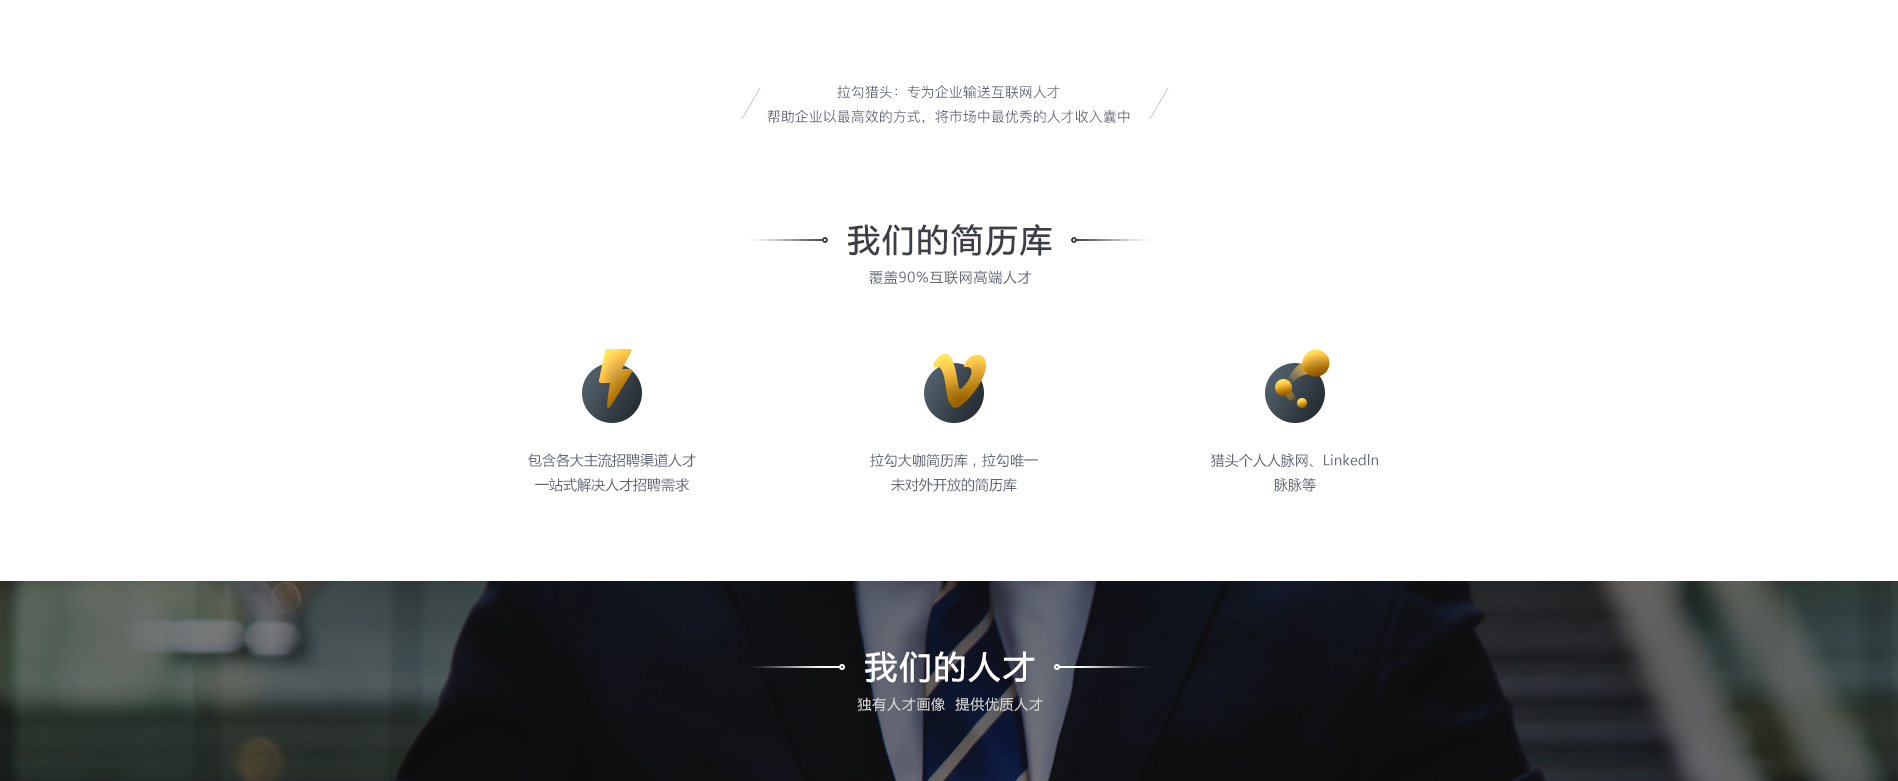 拉勾猎头：专为企业输送互联网人才
帮助企业以最高效的方式，将市场中最优秀的人才收入囊中
我们的简历库
覆盖90%互联网高端人才
包含各大主流招聘渠道人才
一站式解决人才招聘需求
拉勾大咖简历库，拉勾唯一
未对外开放的简历库
猎头个人人脉网、LinkedIn
脉脉等
我们的人才
独有人才画像 提供优质人才